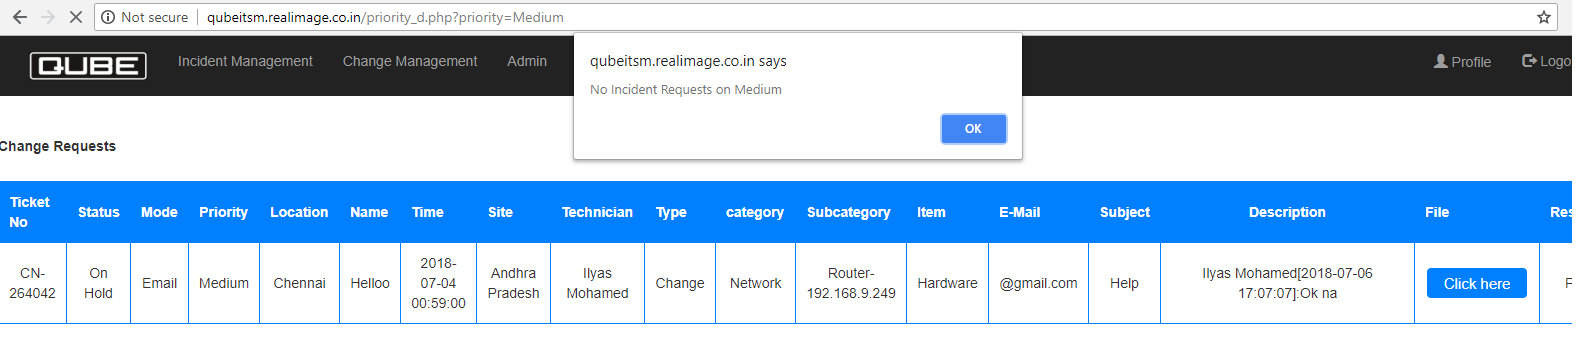 Not secure | qubeitsm.realimage.co.in/priority_d.php?priority=Medium
QUBE
Incident Management
Change Management
Admin
Profile
Logo
qubeitsm.realimage.co.in says
No Incident Requests on Medium
OK
Change Requests
Ticket No
Status
Mode
Priority
Location
Name
Time
Site
Technician
Type
category
Subcategory
Item
E-Mail
Subject
Description
File
Res
CN-
264042
On
Hold
Email
Medium
Chennai
Helloo
2018-
07-04
00:59:00
Andhra
Pradesh
Ilyas
Mohamed
Change
Network
Router-
192.168.9.249
Hardware
@gmail.com
Help
Ilyas Mohamed[2018-07-06
17:07:07]:Ok na
Click here
F